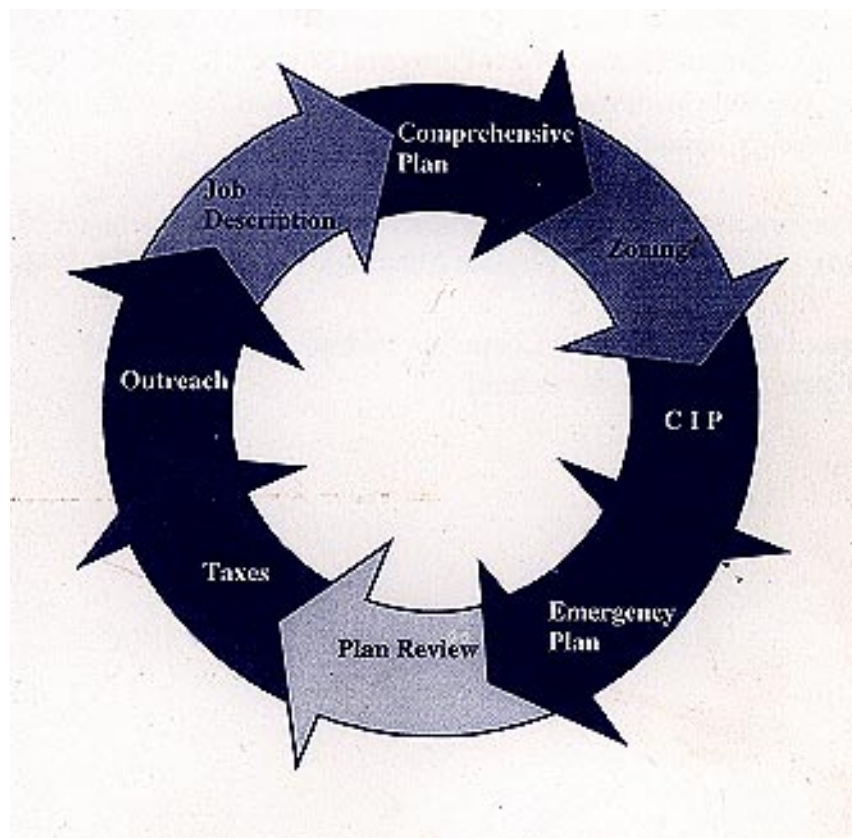 Comprehensive
Plan
Zoning
C I P
Emergency
Plan
Plan Review
Taxes
Outreach
Job
Description